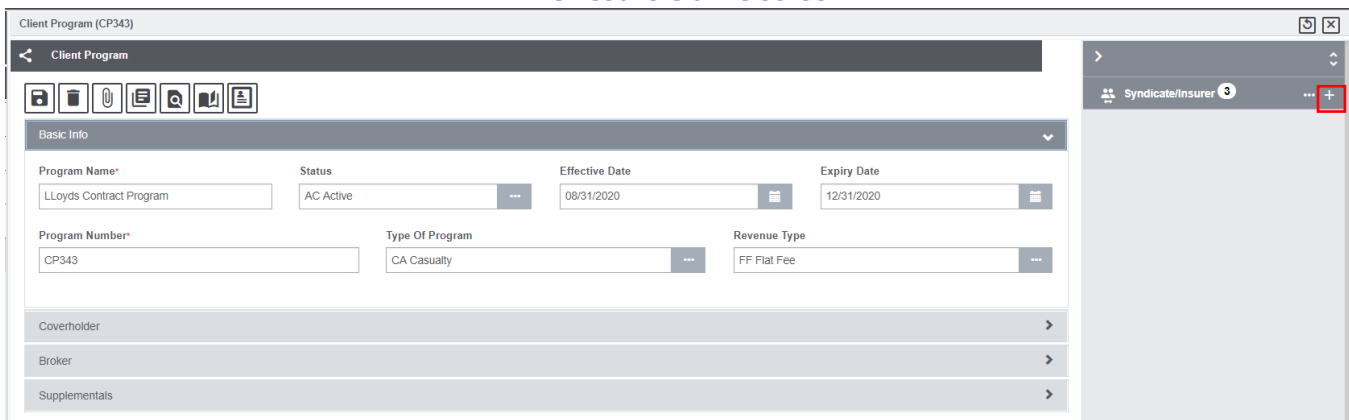 Client Program (CP343)
Client Program
Syndicate/Insurer 3
Basic Info
Program Name* Status Effective Date Expiry Date
LLoyds Contract Program AC Active 08/31/2020 12/31/2020
Program Number* Type Of Program Revenue Type
CP343 CA Casualty FF Flat Fee
Coverholder
Broker
Supplementals